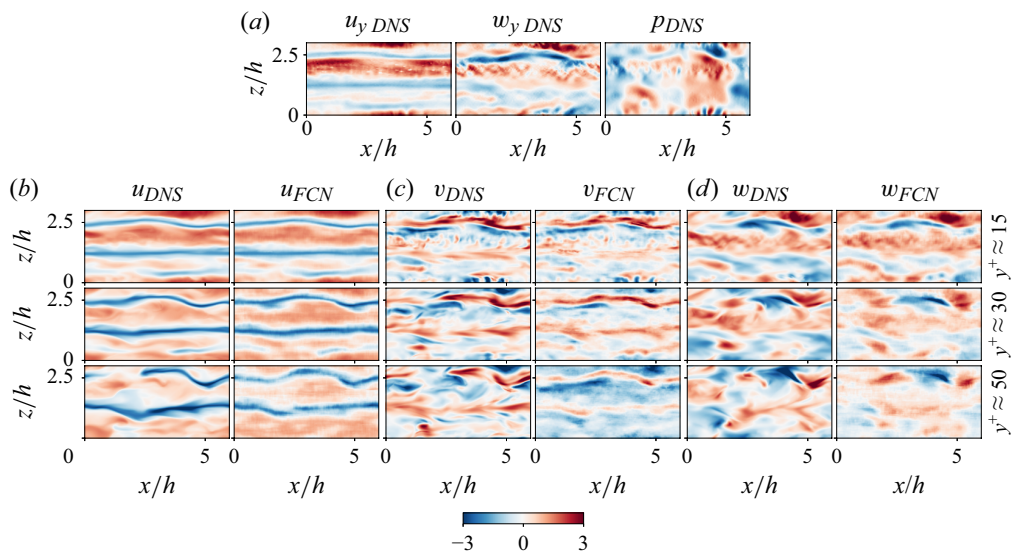 (a) u_y DNS w_y DNS p_DNS
2.5
z/h
0
0 5 0 5 0 5
x/h x/h x/h
(b) u_DNS u_FCN (c) v_DNS v_FCN (d) w_DNS w_FCN
2.5
z/h y⁺ ≈ 15
0
2.5
z/h y⁺ ≈ 30
0
2.5
z/h y⁺ ≈ 50
0 5 0 5 0 5 0 5 0 5 0 5
x/h x/h x/h x/h x/h x/h
−3 0 3